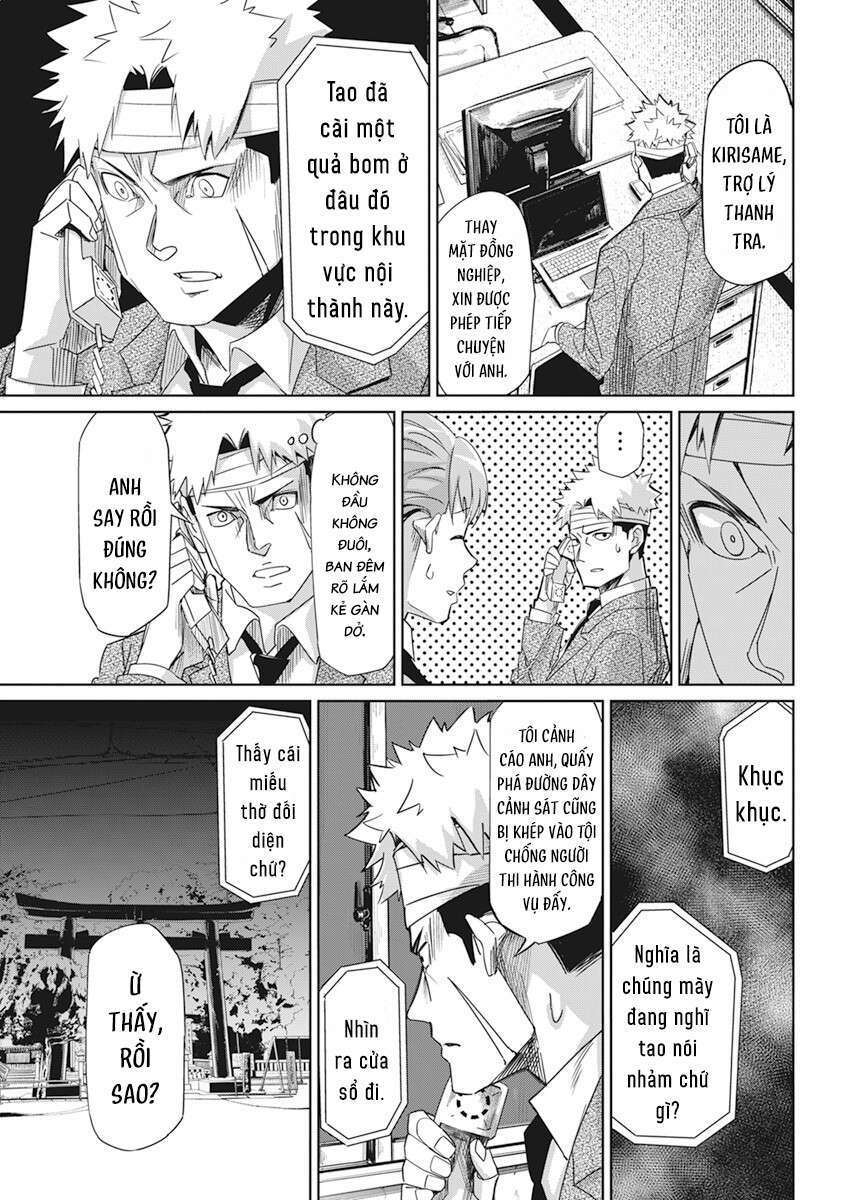 TÔI LÀ
KIRISAME,
TRỢ LÝ
THANH
TRA.
THAY
MẶT ĐỒNG
NGHIỆP,
XIN ĐƯỢC
PHÉP TIẾP
CHUYỆN
VỚI ANH.
Tao đã
cài một
quả bom ở
đâu đó
trong khu
vực nội
thành này.
...
KHÔNG
ĐẦU
KHÔNG
ĐUÔI,
BAN ĐÊM
RÕ LẮM
KẺ GÀN
DỞ.
ANH
SAY RỒI
ĐÚNG
KHÔNG?
Khục
khục.
Nghĩa là
chúng mày
đang nghĩ
tao nói
nhảm chứ
gì?
TÔI CẢNH
CÁO ANH, QUẤY
PHÁ ĐƯỜNG DÂY
CẢNH SÁT CŨNG
BỊ KHÉP VÀO TỘI
CHỐNG NGƯỜI
THI HÀNH CÔNG
VỤ ĐẤY.
Nhìn
ra cửa
sổ đi.
Thấy cái
miếu
thờ đối
diện
chứ?
Ừ
THẤY,
RỒI
SAO?